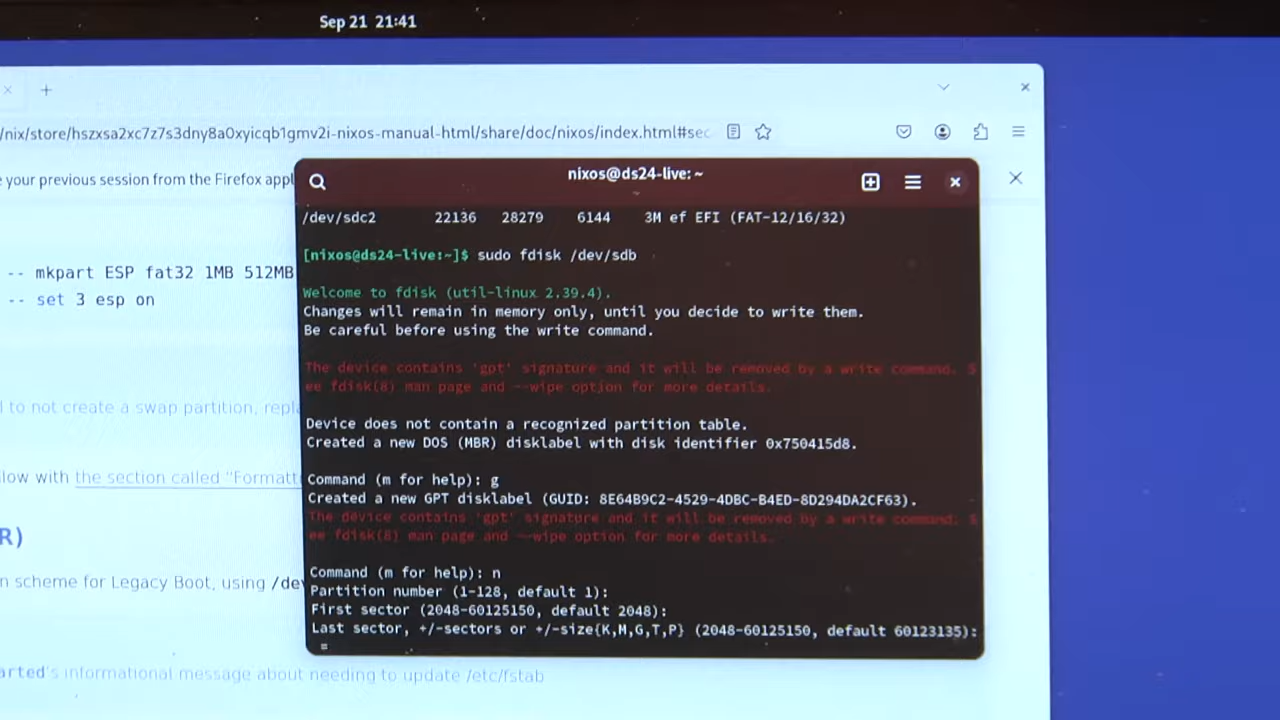 Sep 21 21:41
/nix/store/hszxsa2xc7z7s3dny8a0xyicqb1gmv2i-nixos-manual-html/share/doc/nixos/index.html#sec
e your previous session from the Firefox appl
-- mkpart ESP fat32 1MB 512MB
-- set 3 esp on
l to not create a swap partition, repla
low with the section called "Formatt
R)
n scheme for Legacy Boot, using /dev
arted's informational message about needing to update /etc/fstab
nixos@ds24-live: ~
/dev/sdc2 22136 28279 6144 3M ef EFI (FAT-12/16/32)
[nixos@ds24-live:~]$ sudo fdisk /dev/sdb
Welcome to fdisk (util-linux 2.39.4).
Changes will remain in memory only, until you decide to write them.
Be careful before using the write command.
The device contains 'gpt' signature and it will be removed by a write command. S
ee fdisk(8) man page and --wipe option for more details.
Device does not contain a recognized partition table.
Created a new DOS (MBR) disklabel with disk identifier 0x750415d8.
Command (m for help): g
Created a new GPT disklabel (GUID: 8E64B9C2-4529-4DBC-B4ED-8D294DA2CF63).
The device contains 'gpt' signature and it will be removed by a write command. S
ee fdisk(8) man page and --wipe option for more details.
Command (m for help): n
Partition number (1-128, default 1):
First sector (2048-60125150, default 2048):
Last sector, +/-sectors or +/-size{K,M,G,T,P} (2048-60125150, default 60123135):